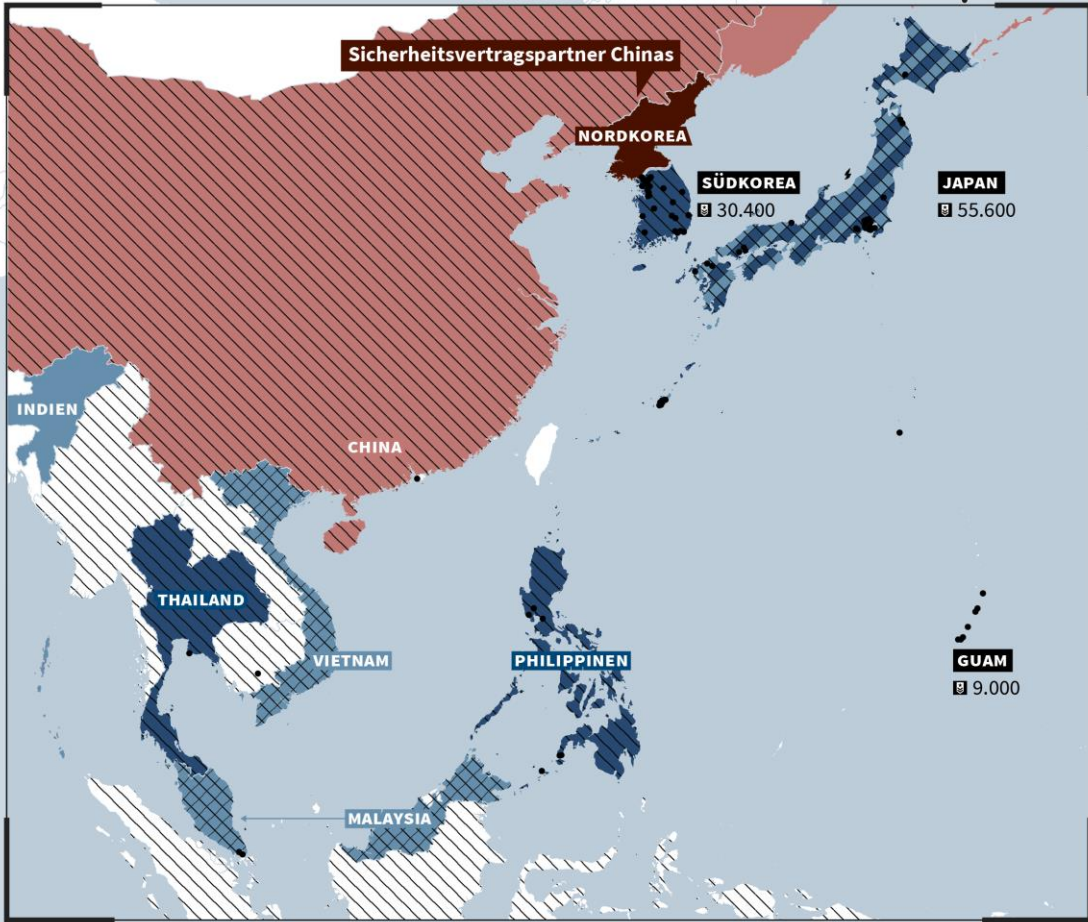 Sicherheitsvertragspartner Chinas
NORDKOREA
SÜDKOREA
30.400
JAPAN
55.600
INDIEN
CHINA
THAILAND
VIETNAM
PHILIPPINEN
GUAM
9.000
MALAYSIA